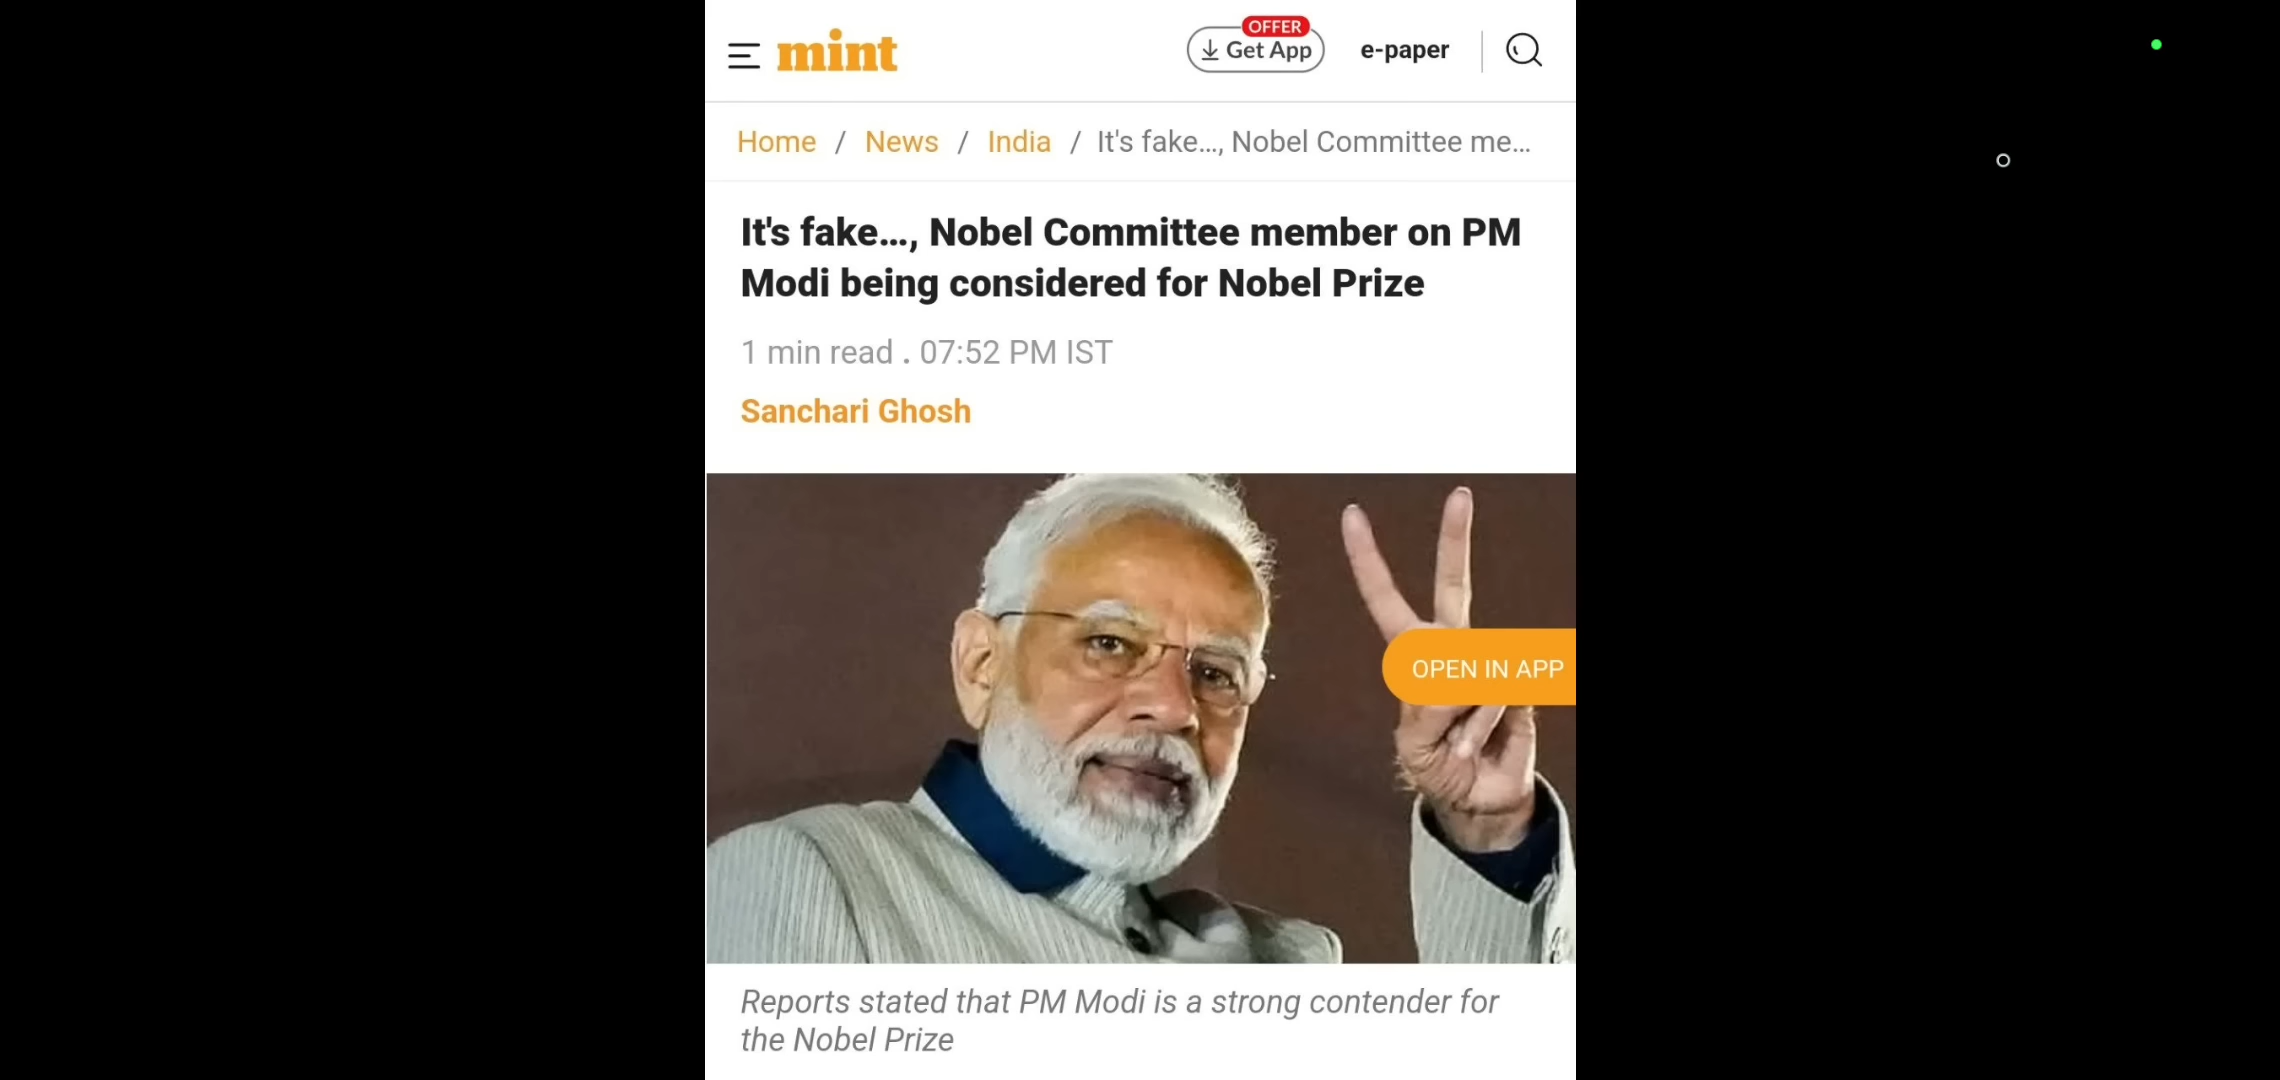 mint
OFFER
Get App
e-paper
Home / News / India / It's fake..., Nobel Committee me...
It's fake..., Nobel Committee member on PM
Modi being considered for Nobel Prize
1 min read . 07:52 PM IST
Sanchari Ghosh
OPEN IN APP
Reports stated that PM Modi is a strong contender for
the Nobel Prize